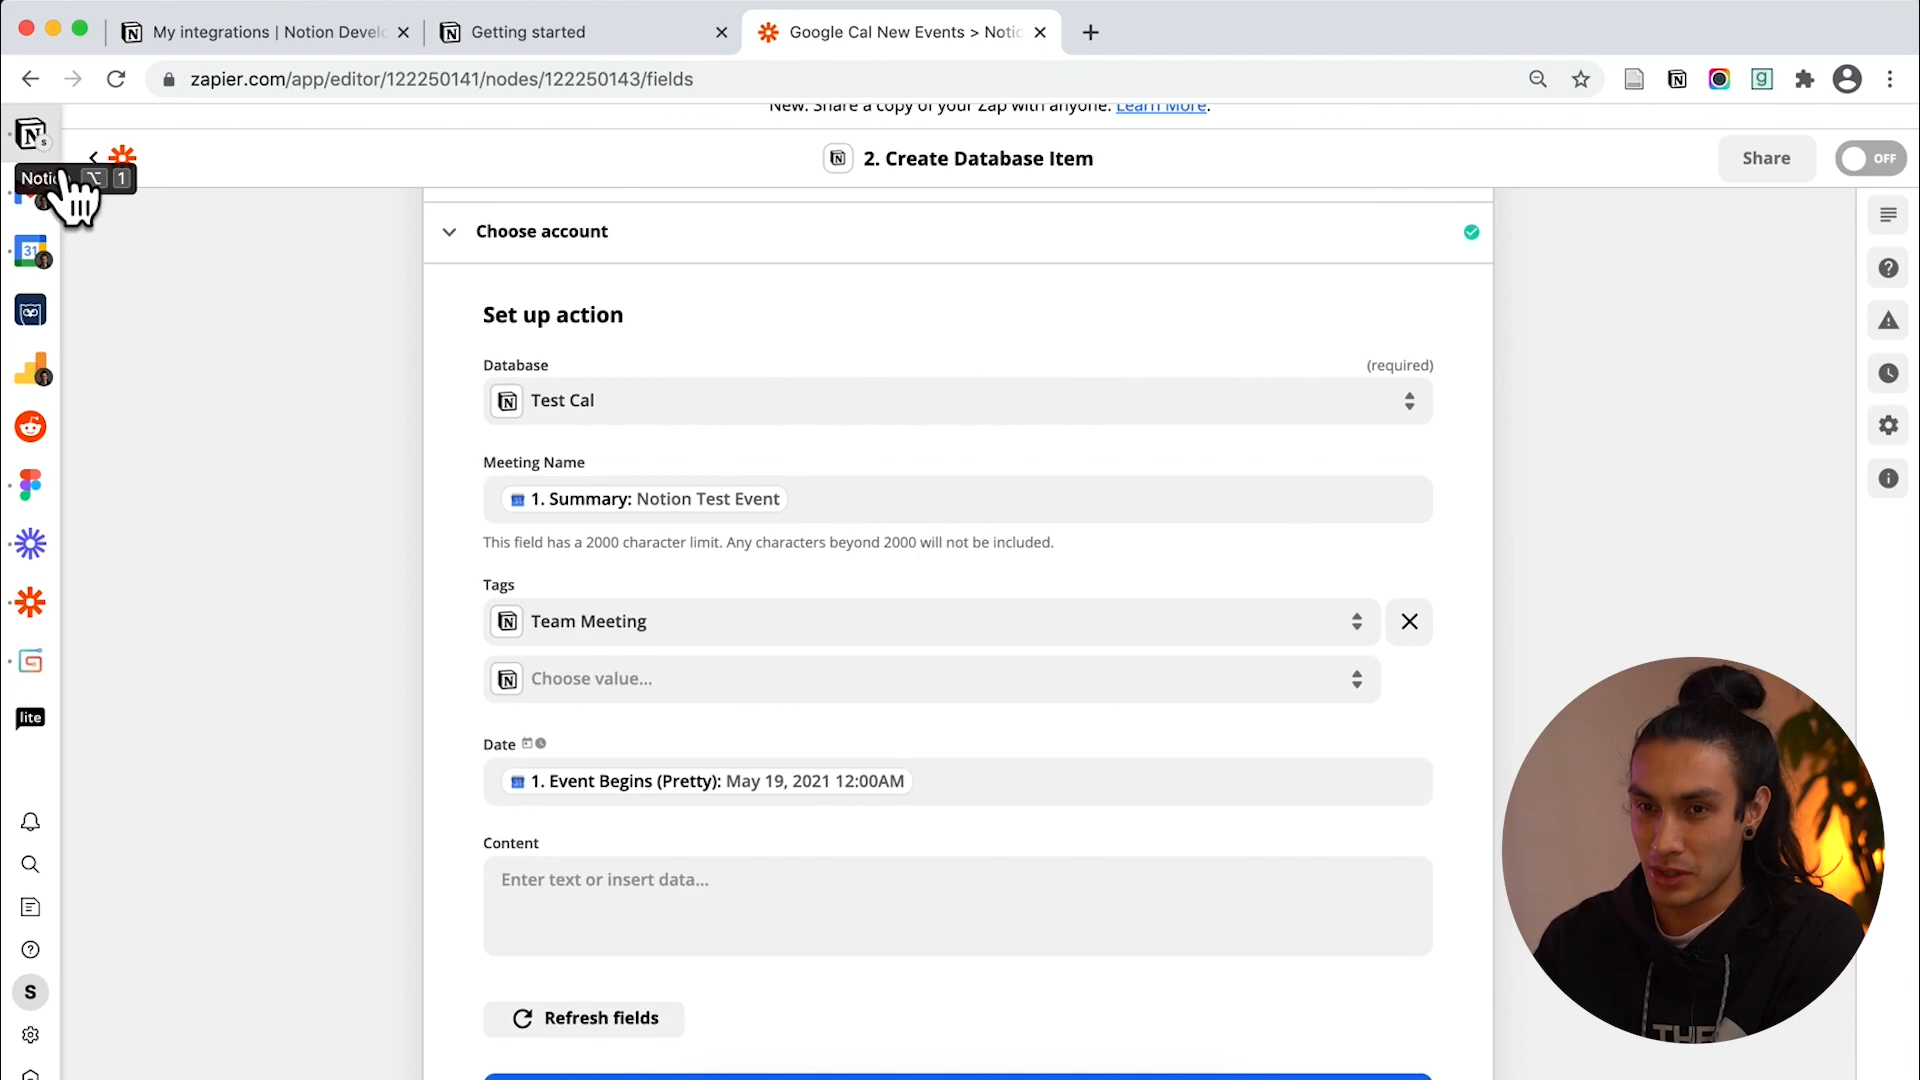 My integrations | Notion Devel
Getting started
Google Cal New Events > Notic
zapier.com/app/editor/122250141/nodes/122250143/fields
New: Share a copy of your Zap with anyone. Learn More.
2. Create Database Item
Share
OFF
Notio
⌥ 1
Choose account
Set up action
Database
(required)
Test Cal
Meeting Name
1. Summary: Notion Test Event
This field has a 2000 character limit. Any characters beyond 2000 will not be included.
Tags
Team Meeting
Choose value...
Date
1. Event Begins (Pretty): May 19, 2021 12:00AM
Content
Enter text or insert data...
Refresh fields
31
lite
S
THE